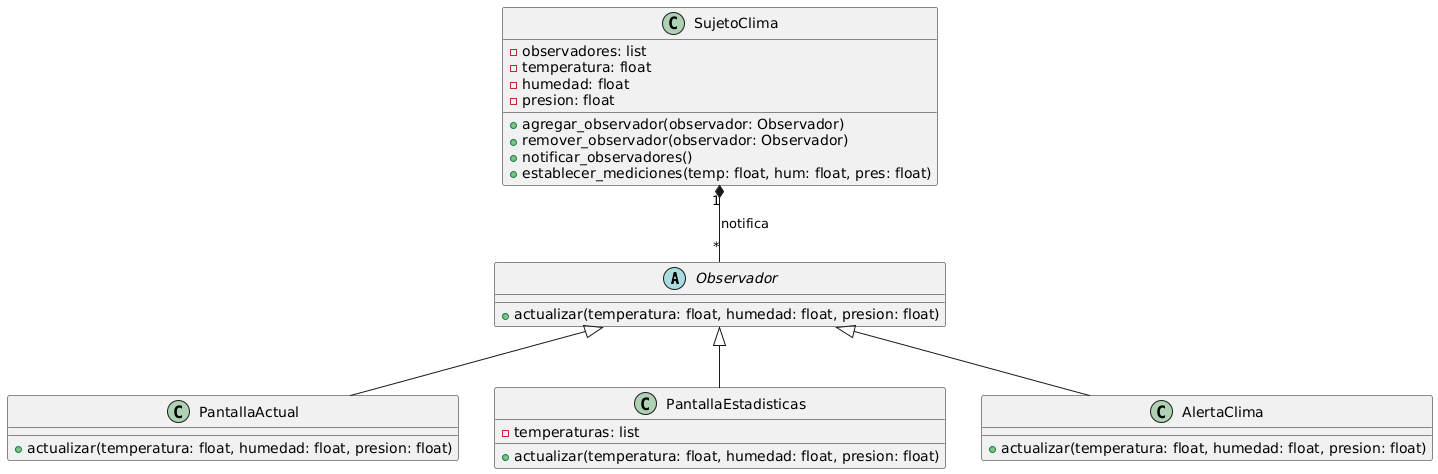 C SujetoClima
observadores: list
temperatura: float
humedad: float
presion: float
agregar_observador(observador: Observador)
remover_observador(observador: Observador)
notificar_observadores()
establecer_mediciones(temp: float, hum: float, pres: float)
1
notifica
*
A Observador
actualizar(temperatura: float, humedad: float, presion: float)
C PantallaActual
actualizar(temperatura: float, humedad: float, presion: float)
C PantallaEstadisticas
temperaturas: list
actualizar(temperatura: float, humedad: float, presion: float)
C AlertaClima
actualizar(temperatura: float, humedad: float, presion: float)